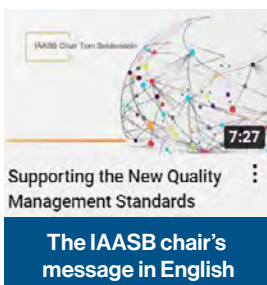 IAASB Chair Tom Seidenstein
7:27
Supporting the New Quality
Management Standards
The IAASB chair's
message in English